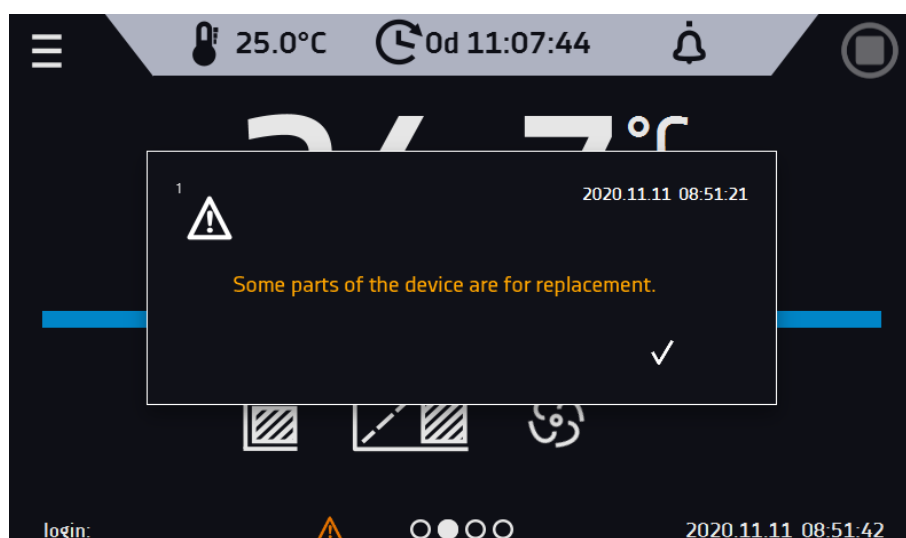 25.0°C 0d 11:07:44
°C
1
2020.11.11 08:51:21
Some parts of the device are for replacement.
login: 2020.11.11 08:51:42